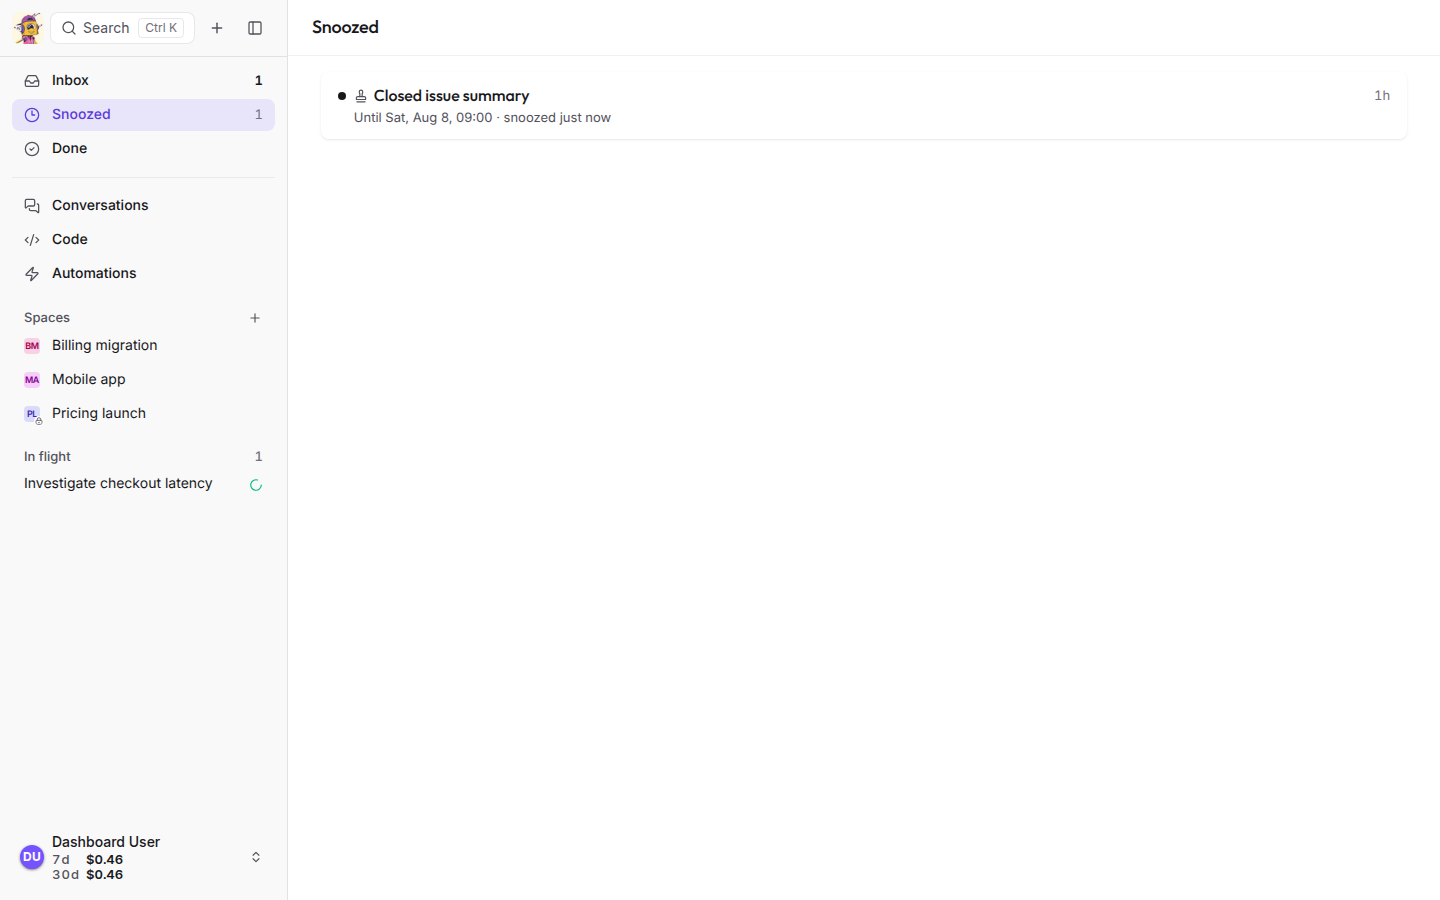 Search Ctrl K
Inbox 1
Snoozed 1
Done
Conversations
Code
Automations
Spaces
BM Billing migration
MA Mobile app
PL Pricing launch
In flight 1
Investigate checkout latency
DU Dashboard User
7d $0.46
30d $0.46
Snoozed
Closed issue summary 1h
Until Sat, Aug 8, 09:00 · snoozed just now